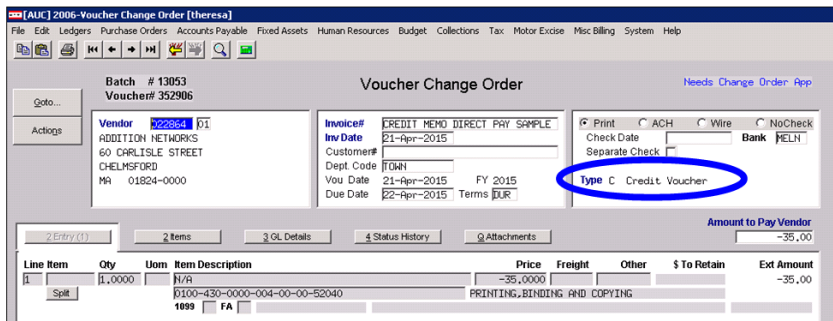 [AUC] 2006-Voucher Change Order [theresa]
File Edit Ledgers Purchase Orders Accounts Payable Fixed Assets Human Resources Budget Collections Tax Motor Excise Misc Billing System Help
Batch # 13053
Voucher# 352906
Voucher Change Order
Needs Change Order App
Goto...
Actions
Vendor 022864 01
ADDITION NETWORKS
60 CARLISLE STREET
CHELMSFORD
MA 01824-0000
Invoice# CREDIT MEMO DIRECT PAY SAMPLE
Inv Date 21-Apr-2015
Customer#
Dept. Code TOWN
Vou Date 21-Apr-2015 FY 2015
Due Date 22-Apr-2015 Terms DUR
Print ACH Wire NoCheck
Check Date Bank MELN
Separate Check
Type C Credit Voucher
Amount to Pay Vendor
-35.00
2 Entry (1) 2 Items 3 GL Details 4 Status History 9 Attachments
Line Item Qty Uom Item Description Price Freight Other $ To Retain Ext Amount
1 1.0000 N/A -35.0000 -35.00
Split 0100-430-0000-004-00-00-52040 PRINTING,BINDING AND COPYING
1099 FA